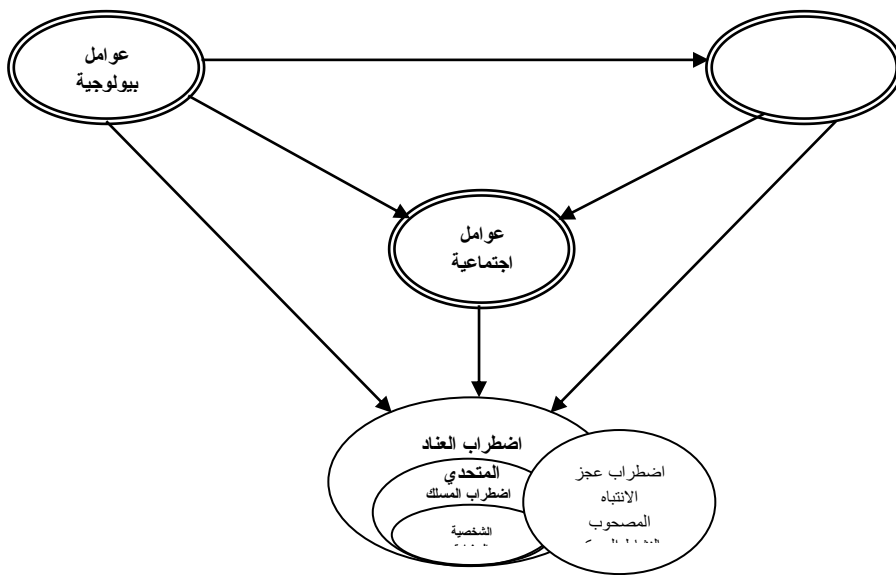 عوامل
بيولوجية
عوامل
اجتماعية
اضطراب العناد
المتحدي
اضطراب المسلك
الشخصية
اضطراب عجز
الانتباه
المصحوب